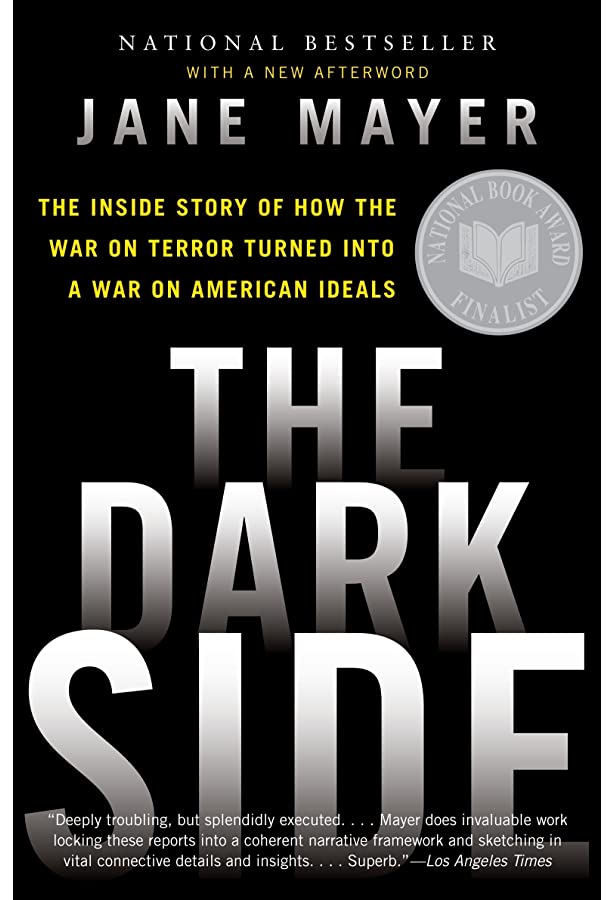 NATIONAL BESTSELLER
WITH A NEW AFTERWORD
JANE MAYER
THE INSIDE STORY OF HOW THE
WAR ON TERROR TURNED INTO
A WAR ON AMERICAN IDEALS
NATIONAL BOOK AWARD
FINALIST
THE
DARK
SIDE
“Deeply troubling, but splendidly executed. . . . Mayer does invaluable work
locking these reports into a coherent narrative framework and sketching in
vital connective details and insights. . . . Superb.”—Los Angeles Times